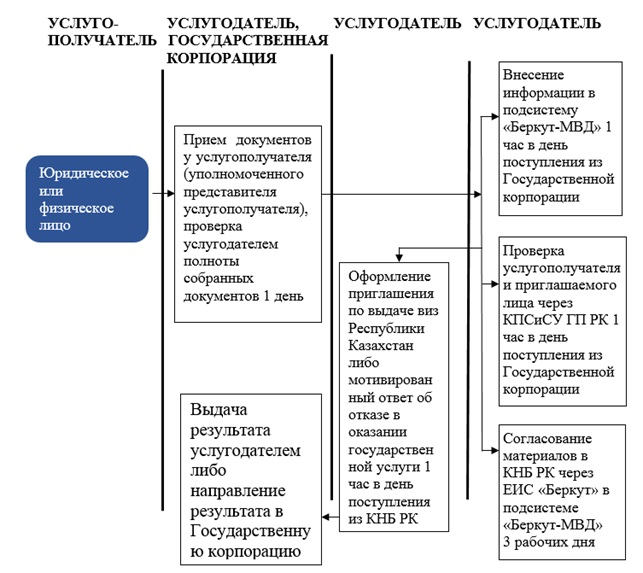 УСЛУГО-
ПОЛУЧАТЕЛЬ
УСЛУГОДАТЕЛЬ,
ГОСУДАРСТВЕННАЯ
КОРПОРАЦИЯ
УСЛУГОДАТЕЛЬ
УСЛУГОДАТЕЛЬ
Юридическое
или
физическое
лицо
Прием документов
у услугополучателя
(уполномоченного
представителя
услугополучателя),
проверка
услугодателем
полноты
собранных
документов 1 день
Внесение
информации в
подсистему
«Беркут-МВД» 1
час в день
поступления из
Государственной
корпорации
Проверка
услугополучателя
и приглашаемого
лица через
КПСиСУ ГП РК 1
час в день
поступления из
Государственной
корпорации
Согласование
материалов в
КНБ РК через
ЕИС «Беркут» в
подсистеме
«Беркут-МВД»
3 рабочих дня
Оформление
приглашения
по выдаче виз
Республики
Казахстан
либо
мотивирован
ный ответ об
отказе в
оказании
государствен
ной услуги 1
час в день
поступления
из КНБ РК
Выдача
результата
услугодателем
либо
направление
результата в
Государственну
ю корпорацию